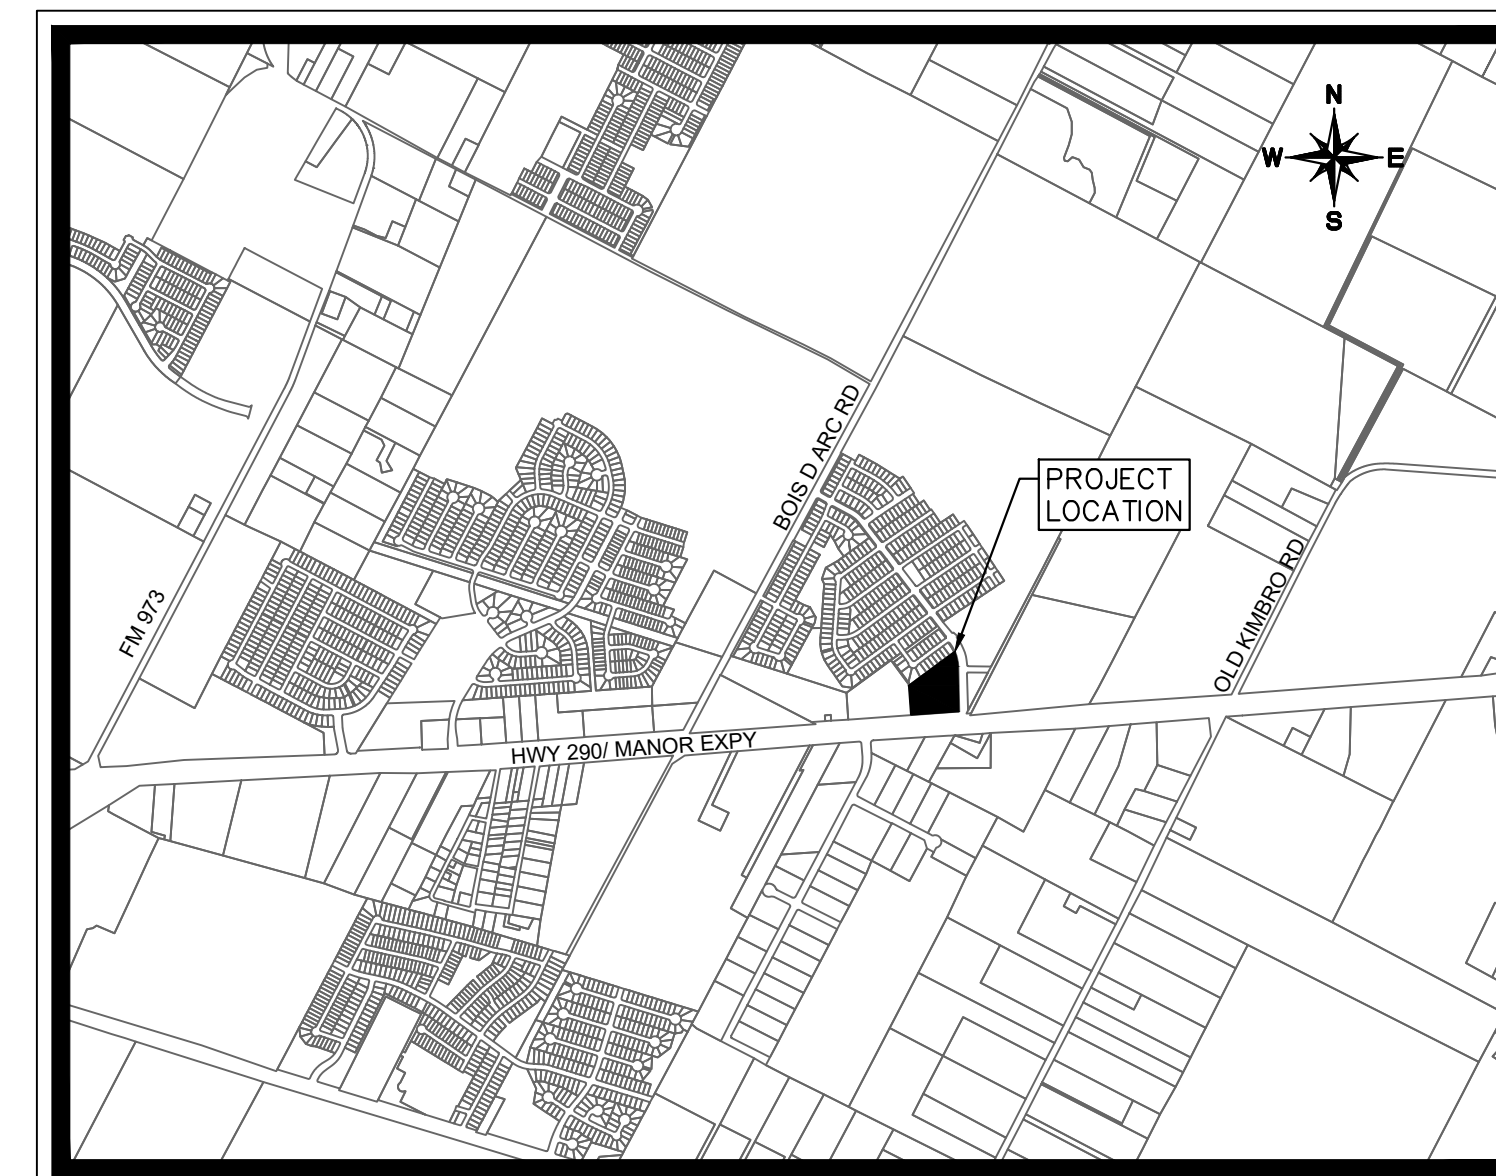 N
W E
S
BOIS D ARC RD
PROJECT
LOCATION
FM 973
OLD KIMBRO RD
HWY 290/ MANOR EXPY